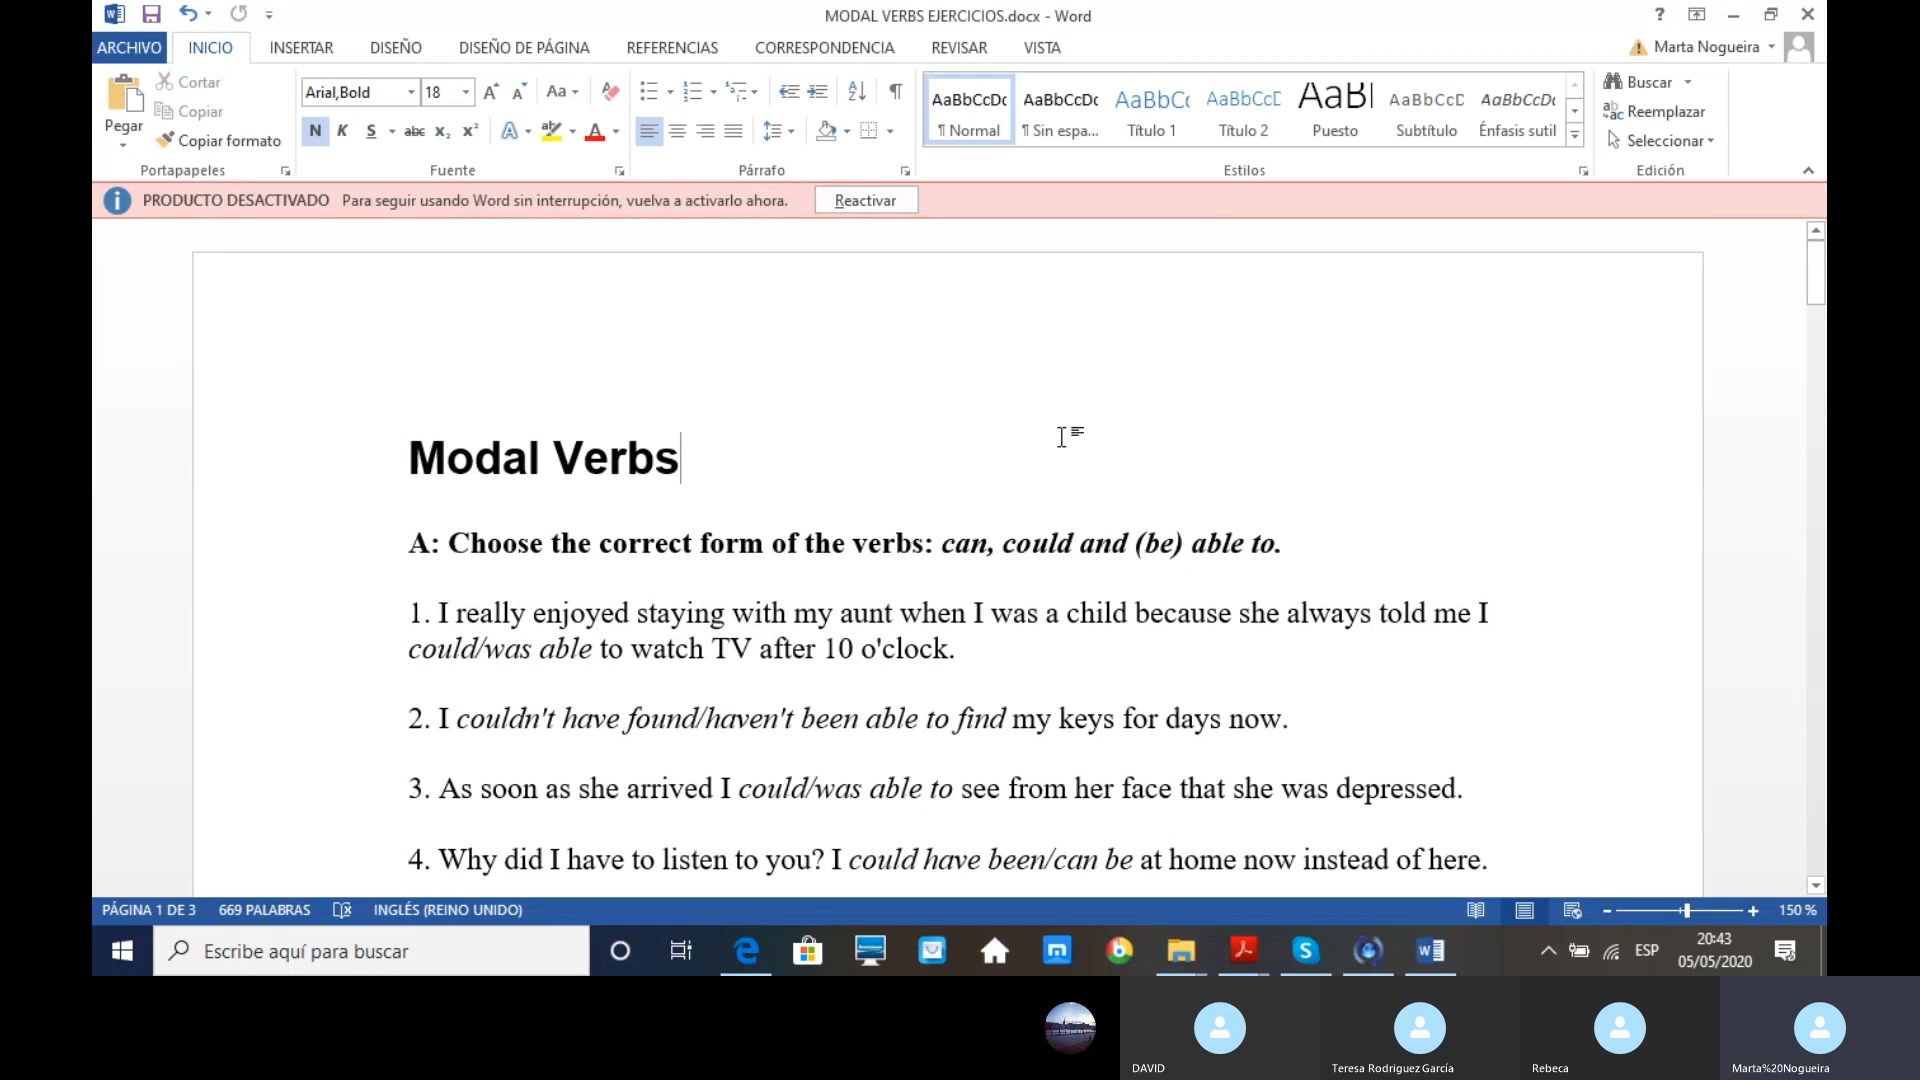 MODAL VERBS EJERCICIOS.docx - Word
ARCHIVO INICIO INSERTAR DISEÑO DISEÑO DE PÁGINA REFERENCIAS CORRESPONDENCIA REVISAR VISTA Marta Nogueira
Pegar
Cortar
Copiar
Copiar formato
Portapapeles
Arial,Bold 18
N K S abc x₂ x²
Fuente
Párrafo
AaBbCcDc AaBbCcDc AaBbCc AaBbCcD AaBl AaBbCcD AaBbCcDc
¶ Normal ¶ Sin espa... Título 1 Título 2 Puesto Subtítulo Énfasis sutil
Estilos
Buscar
Reemplazar
Seleccionar
Edición
PRODUCTO DESACTIVADO Para seguir usando Word sin interrupción, vuelva a activarlo ahora. Reactivar
Modal Verbs
A: Choose the correct form of the verbs: can, could and (be) able to.
1. I really enjoyed staying with my aunt when I was a child because she always told me I
could/was able to watch TV after 10 o'clock.
2. I couldn't have found/haven't been able to find my keys for days now.
3. As soon as she arrived I could/was able to see from her face that she was depressed.
4. Why did I have to listen to you? I could have been/can be at home now instead of here.
PÁGINA 1 DE 3 669 PALABRAS INGLÉS (REINO UNIDO) 150 %
Escribe aquí para buscar
ESP
20:43
05/05/2020
DAVID
Teresa Rodriguez García
Rebeca
Marta%20Nogueira